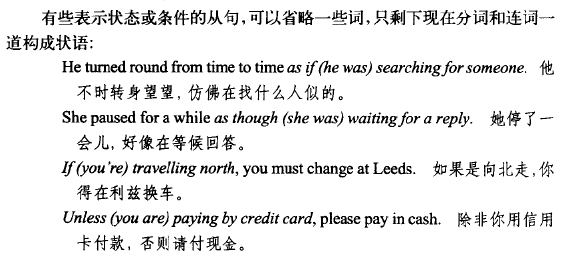 有些表示状态或条件的从句,可以省略一些词,只剩下现在分词和连词一
道构成状语:
He turned round from time to time as if (he was) searching for someone. 他
不时转身望望, 仿佛在找什么人似的。
She paused for a while as though (she was) waiting for a reply. 她停了一
会儿, 好像在等候回答。
If (you're) travelling north, you must change at Leeds. 如果是向北走,你
得在利兹换车。
Unless (you are) paying by credit card, please pay in cash. 除非你用信用
卡付款, 否则请付现金。